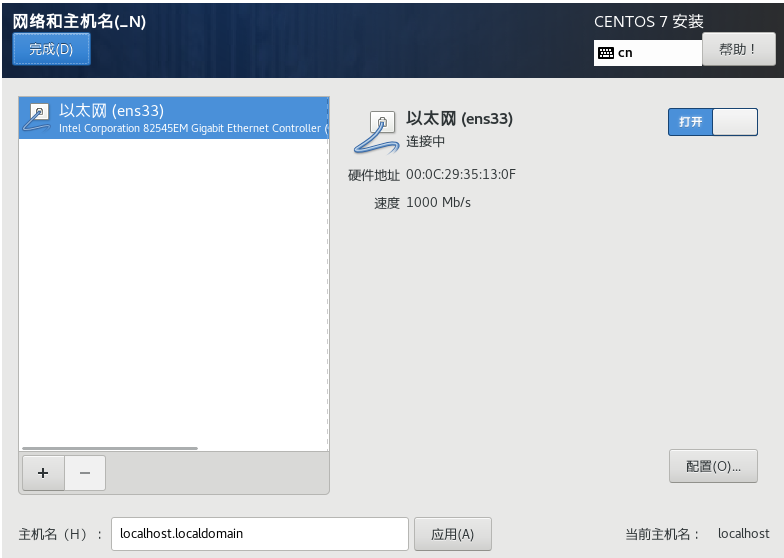 网络和主机名(_N)
CENTOS 7 安装
完成(D)
cn
帮助！
以太网 (ens33)
Intel Corporation 82545EM Gigabit Ethernet Controller (
以太网 (ens33)
连接中
打开
硬件地址 00:0C:29:35:13:0F
速度 1000 Mb/s
+ −
配置(O)...
主机名（H）： localhost.localdomain 应用(A) 当前主机名： localhost